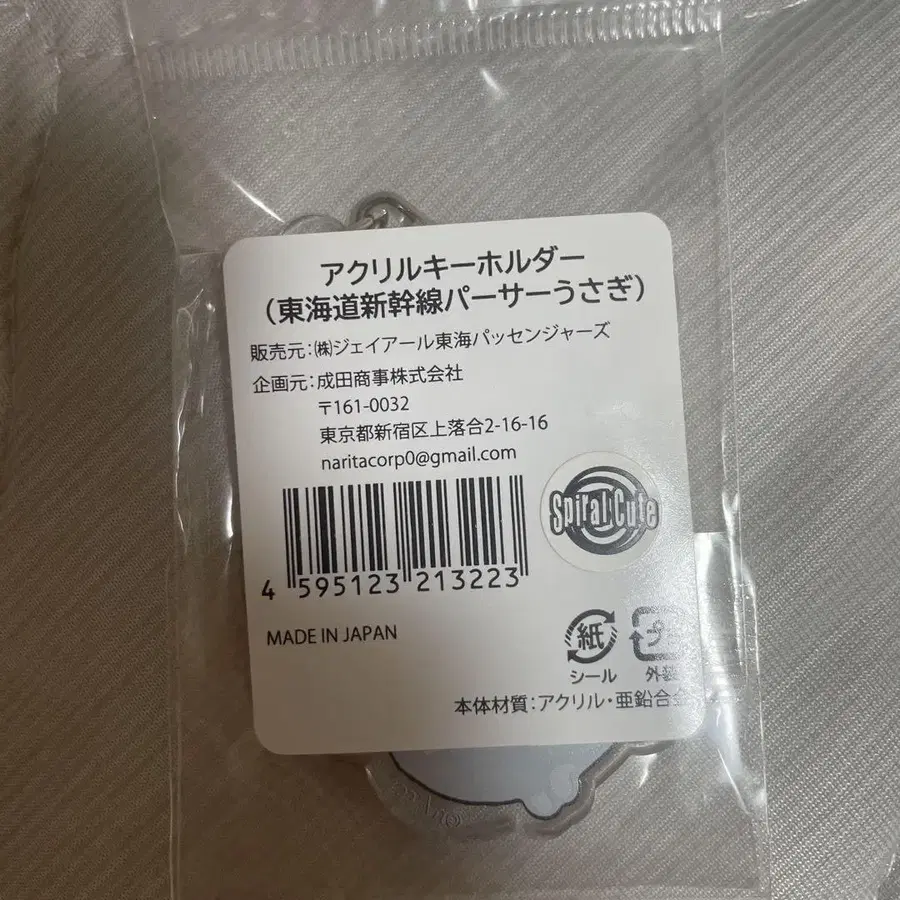 アクリルキーホルダー
（東海道新幹線パーサーうさぎ）
販売元：㈱ジェイアール東海パッセンジャーズ
企画元：成田商事株式会社
〒161-0032
東京都新宿区上落合2-16-16
naritacorp0@gmail.com
Spiral Cute
4 595123 213223
MADE IN JAPAN
紙
シール
外装
本体材質：アクリル・亜鉛合金